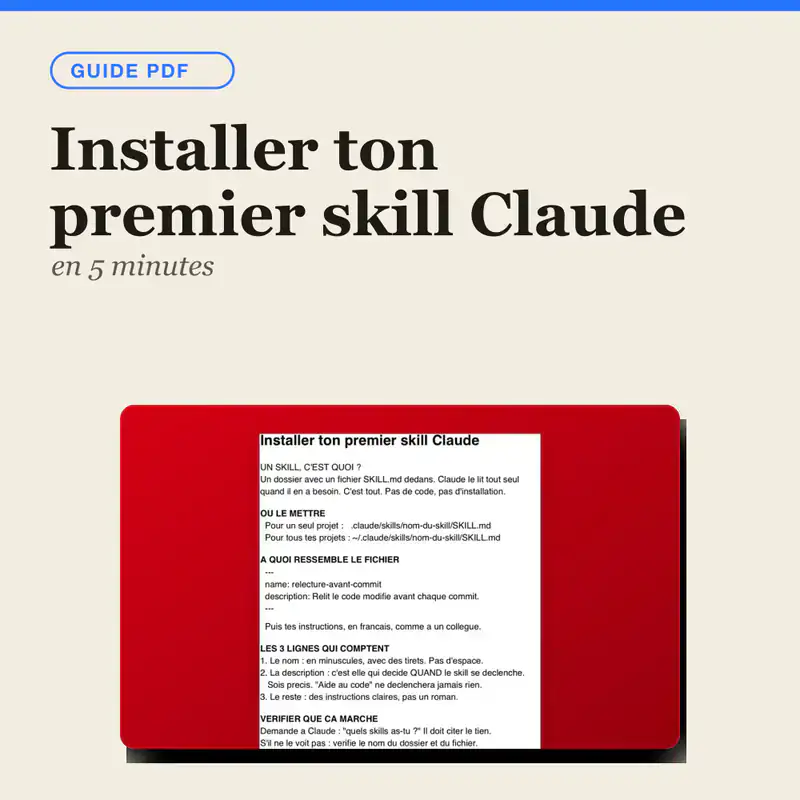 GUIDE PDF
Installer ton
premier skill Claude
en 5 minutes
Installer ton premier skill Claude
UN SKILL, C'EST QUOI ?
Un dossier avec un fichier SKILL.md dedans. Claude le lit tout seul
quand il en a besoin. C'est tout. Pas de code, pas d'installation.
OU LE METTRE
Pour un seul projet : .claude/skills/nom-du-skill/SKILL.md
Pour tous tes projets : ~/.claude/skills/nom-du-skill/SKILL.md
A QUOI RESSEMBLE LE FICHIER
---
name: relecture-avant-commit
description: Relit le code modifie avant chaque commit.
---
Puis tes instructions, en francais, comme a un collegue.
LES 3 LIGNES QUI COMPTENT
1. Le nom : en minuscules, avec des tirets. Pas d'espace.
2. La description : c'est elle qui decide QUAND le skill se declenche.
Sois precis. "Aide au code" ne declenchera jamais rien.
3. Le reste : des instructions claires, pas un roman.
VERIFIER QUE CA MARCHE
Demande a Claude : "quels skills as-tu ?" Il doit citer le tien.
S'il ne le voit pas : verifie le nom du dossier et du fichier.